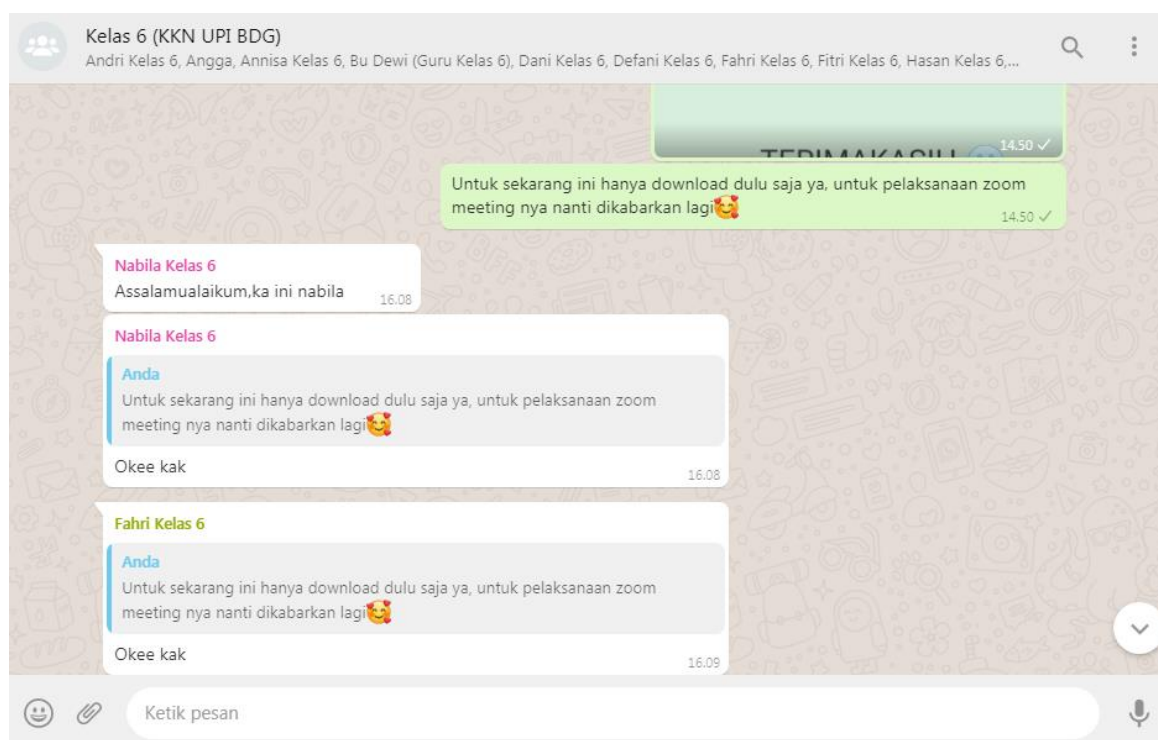 Kelas 6 (KKN UPI BDG)
Andri Kelas 6, Angga, Annisa Kelas 6, Bu Dewi (Guru Kelas 6), Dani Kelas 6, Defani Kelas 6, Fahri Kelas 6, Fitri Kelas 6, Hasan Kelas 6,...
TERIMAKASIH
14.50
Untuk sekarang ini hanya download dulu saja ya, untuk pelaksanaan zoom
meeting nya nanti dikabarkan lagi🥰
14.50
Nabila Kelas 6
Assalamualaikum,ka ini nabila
16.08
Nabila Kelas 6
Anda
Untuk sekarang ini hanya download dulu saja ya, untuk pelaksanaan zoom
meeting nya nanti dikabarkan lagi🥰
Okee kak
16.08
Fahri Kelas 6
Anda
Untuk sekarang ini hanya download dulu saja ya, untuk pelaksanaan zoom
meeting nya nanti dikabarkan lagi🥰
Okee kak
16.09
Ketik pesan